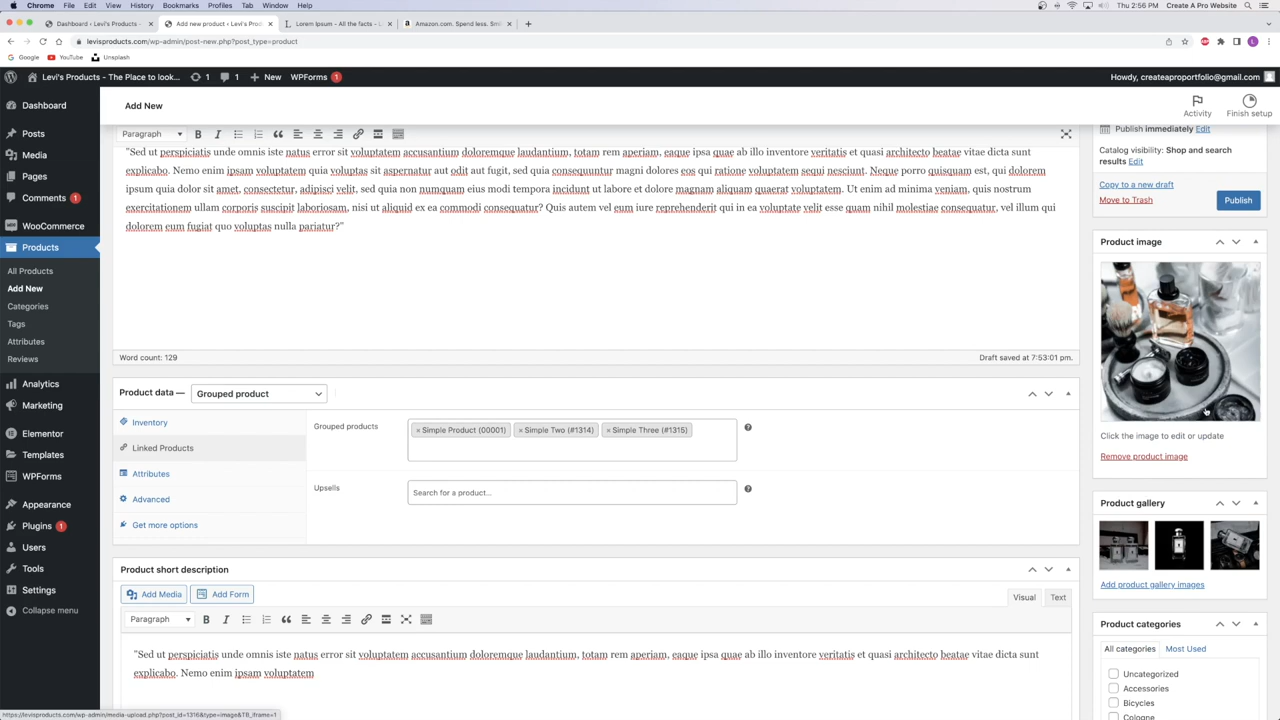 Chrome File Edit View History Bookmarks Profiles Tab Window Help
Create A Pro Website Thu 2:56 PM
Dashboard ‹ Levi's Products - Add new product ‹ Levi's Product Lorem Ipsum - All the facts - L Amazon.com. Spend less. Smil
levisproducts.com/wp-admin/post-new.php?post_type=product
Google YouTube Unsplash
Levi's Products - The Place to look... 1 1 New WPForms 1 Howdy, createaproportfolio@gmail.com
Add New
Activity
Finish setup
Dashboard
Posts
Media
Pages
Comments 1
WooCommerce
Products
All Products
Add New
Categories
Tags
Attributes
Reviews
Analytics
Marketing
Elementor
Templates
WPForms
Appearance
Plugins 1
Users
Tools
Settings
Collapse menu
Paragraph
"Sed ut perspiciatis unde omnis iste natus error sit voluptatem accusantium doloremque laudantium, totam rem aperiam, eaque ipsa quae ab illo inventore veritatis et quasi architecto beatae vitae dicta sunt
explicabo. Nemo enim ipsam voluptatem quia voluptas sit aspernatur aut odit aut fugit, sed quia consequuntur magni dolores eos qui ratione voluptatem sequi nesciunt. Neque porro quisquam est, qui dolorem
ipsum quia dolor sit amet, consectetur, adipisci velit, sed quia non numquam eius modi tempora incidunt ut labore et dolore magnam aliquam quaerat voluptatem. Ut enim ad minima veniam, quis nostrum
exercitationem ullam corporis suscipit laboriosam, nisi ut aliquid ex ea commodi consequatur? Quis autem vel eum iure reprehenderit qui in ea voluptate velit esse quam nihil molestiae consequatur, vel illum qui
dolorem eum fugiat quo voluptas nulla pariatur?"
Word count: 129 Draft saved at 7:53:01 pm.
Product data — Grouped product
Inventory
Linked Products
Attributes
Advanced
Get more options
Grouped products × Simple Product (00001) × Simple Two (#1314) × Simple Three (#1315)
Upsells Search for a product...
Product short description
Add Media Add Form Visual Text
Paragraph
"Sed ut perspiciatis unde omnis iste natus error sit voluptatem accusantium doloremque laudantium, totam rem aperiam, eaque ipsa quae ab illo inventore veritatis et quasi architecto beatae vitae dicta sunt
explicabo. Nemo enim ipsam voluptatem
Publish immediately Edit
Catalog visibility: Shop and search
results Edit
Copy to a new draft
Move to Trash
Publish
Product image
Click the image to edit or update
Remove product image
Product gallery
Add product gallery images
Product categories
All categories Most Used
Uncategorized
Accessories
Bicycles
Cologne
https://levisproducts.com/wp-admin/media-upload.php?post_id=1316&type=image&TB_iframe=1